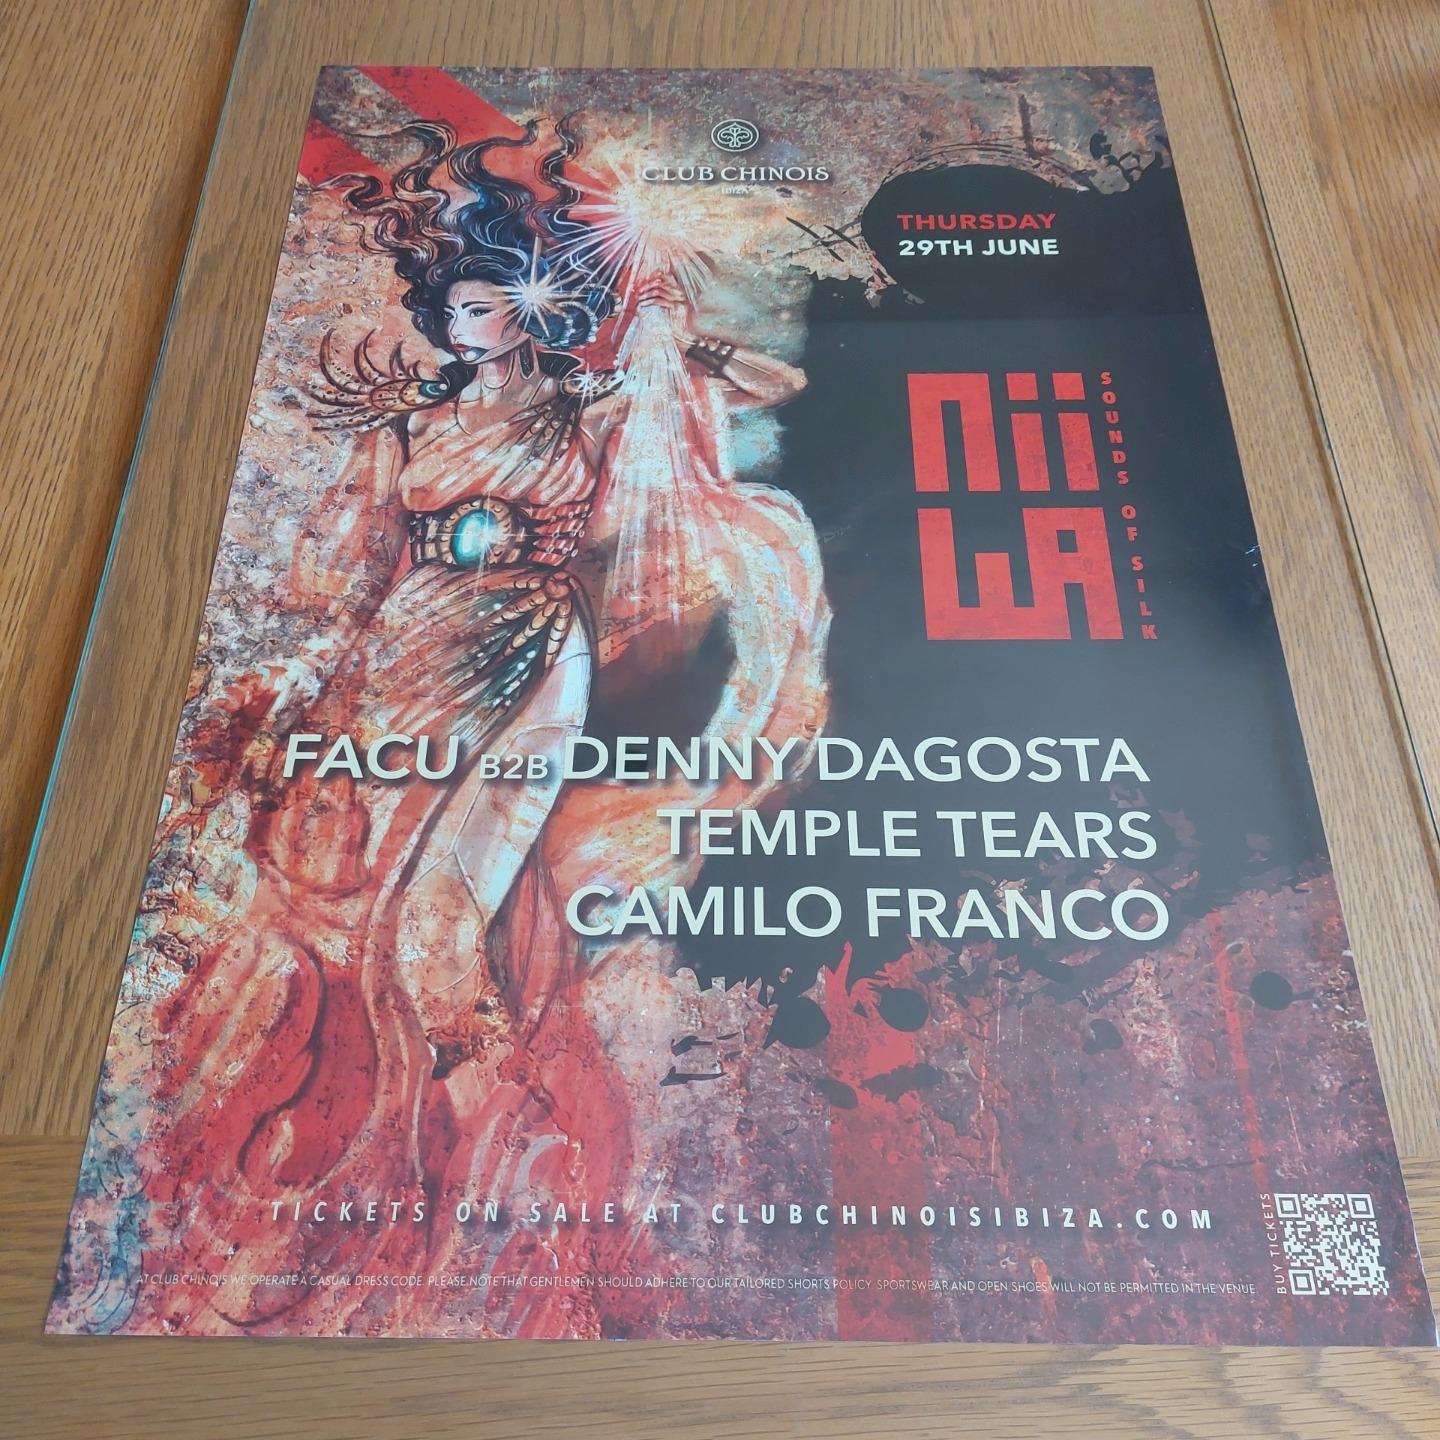 CLUB CHINOIS
IBIZA
THURSDAY
29TH JUNE
nii
wA
SOUNDS OF SILK
FACU B2B DENNY DAGOSTA
TEMPLE TEARS
CAMILO FRANCO
TICKETS ON SALE AT CLUBCHINOISIBIZA.COM
AT CLUB CHINOIS WE OPERATE A CASUAL DRESS CODE. PLEASE NOTE THAT GENTLEMEN SHOULD ADHERE TO OUR TAILORED SHORTS POLICY. SPORTSWEAR AND OPEN SHOES WILL NOT BE PERMITTED IN THE VENUE.
BUY TICKETS